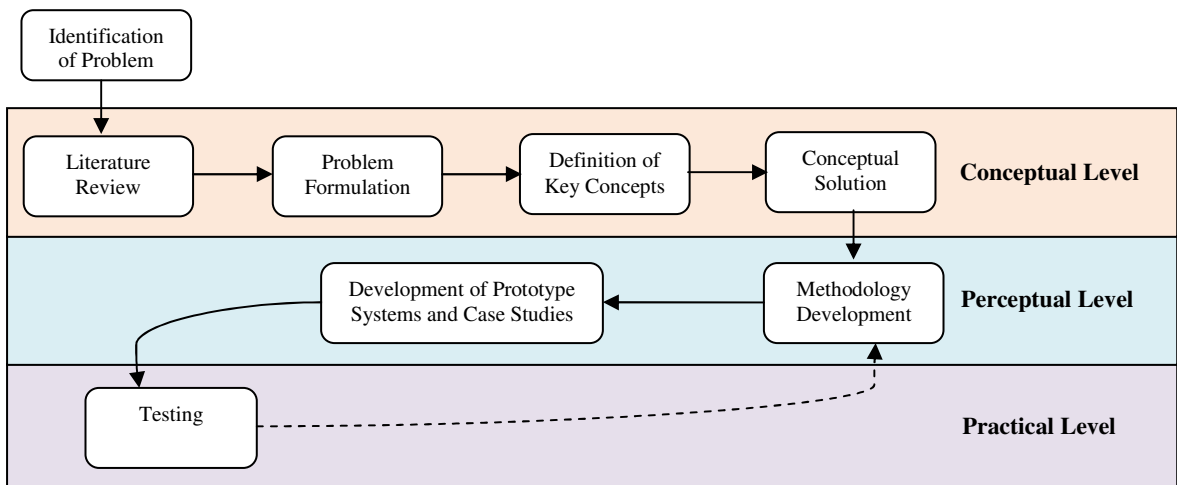 Identification
of Problem
Literature
Review
Problem
Formulation
Definition of
Key Concepts
Conceptual
Solution
Conceptual Level
Development of Prototype
Systems and Case Studies
Methodology
Development
Perceptual Level
Testing
Practical Level